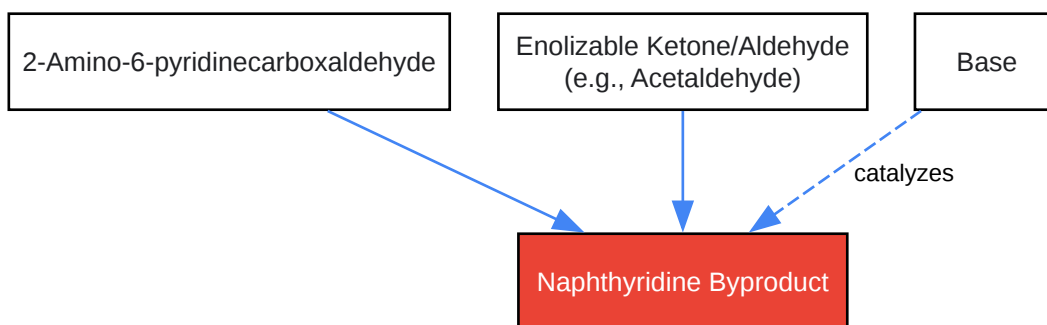 2-Amino-6-pyridinecarboxaldehyde
Enolizable Ketone/Aldehyde
(e.g., Acetaldehyde)
Base
catalyzes
Naphthyridine Byproduct